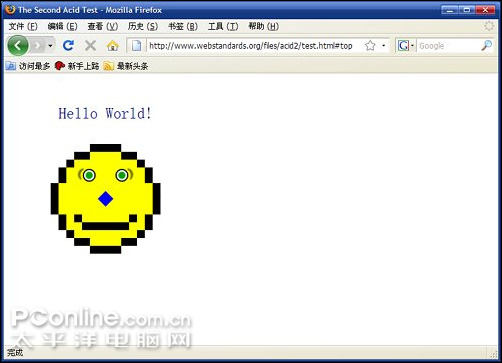 The Second Acid Test - Mozilla Firefox
文件(F) 编辑(E) 查看(V) 历史(S) 书签(B) 工具(T) 帮助(H)
http://www.webstandards.org/files/acid2/test.html#top
Google
访问最多 新手上路 最新头条
Hello World!
PConline.com.cn
太平洋电脑网
完成